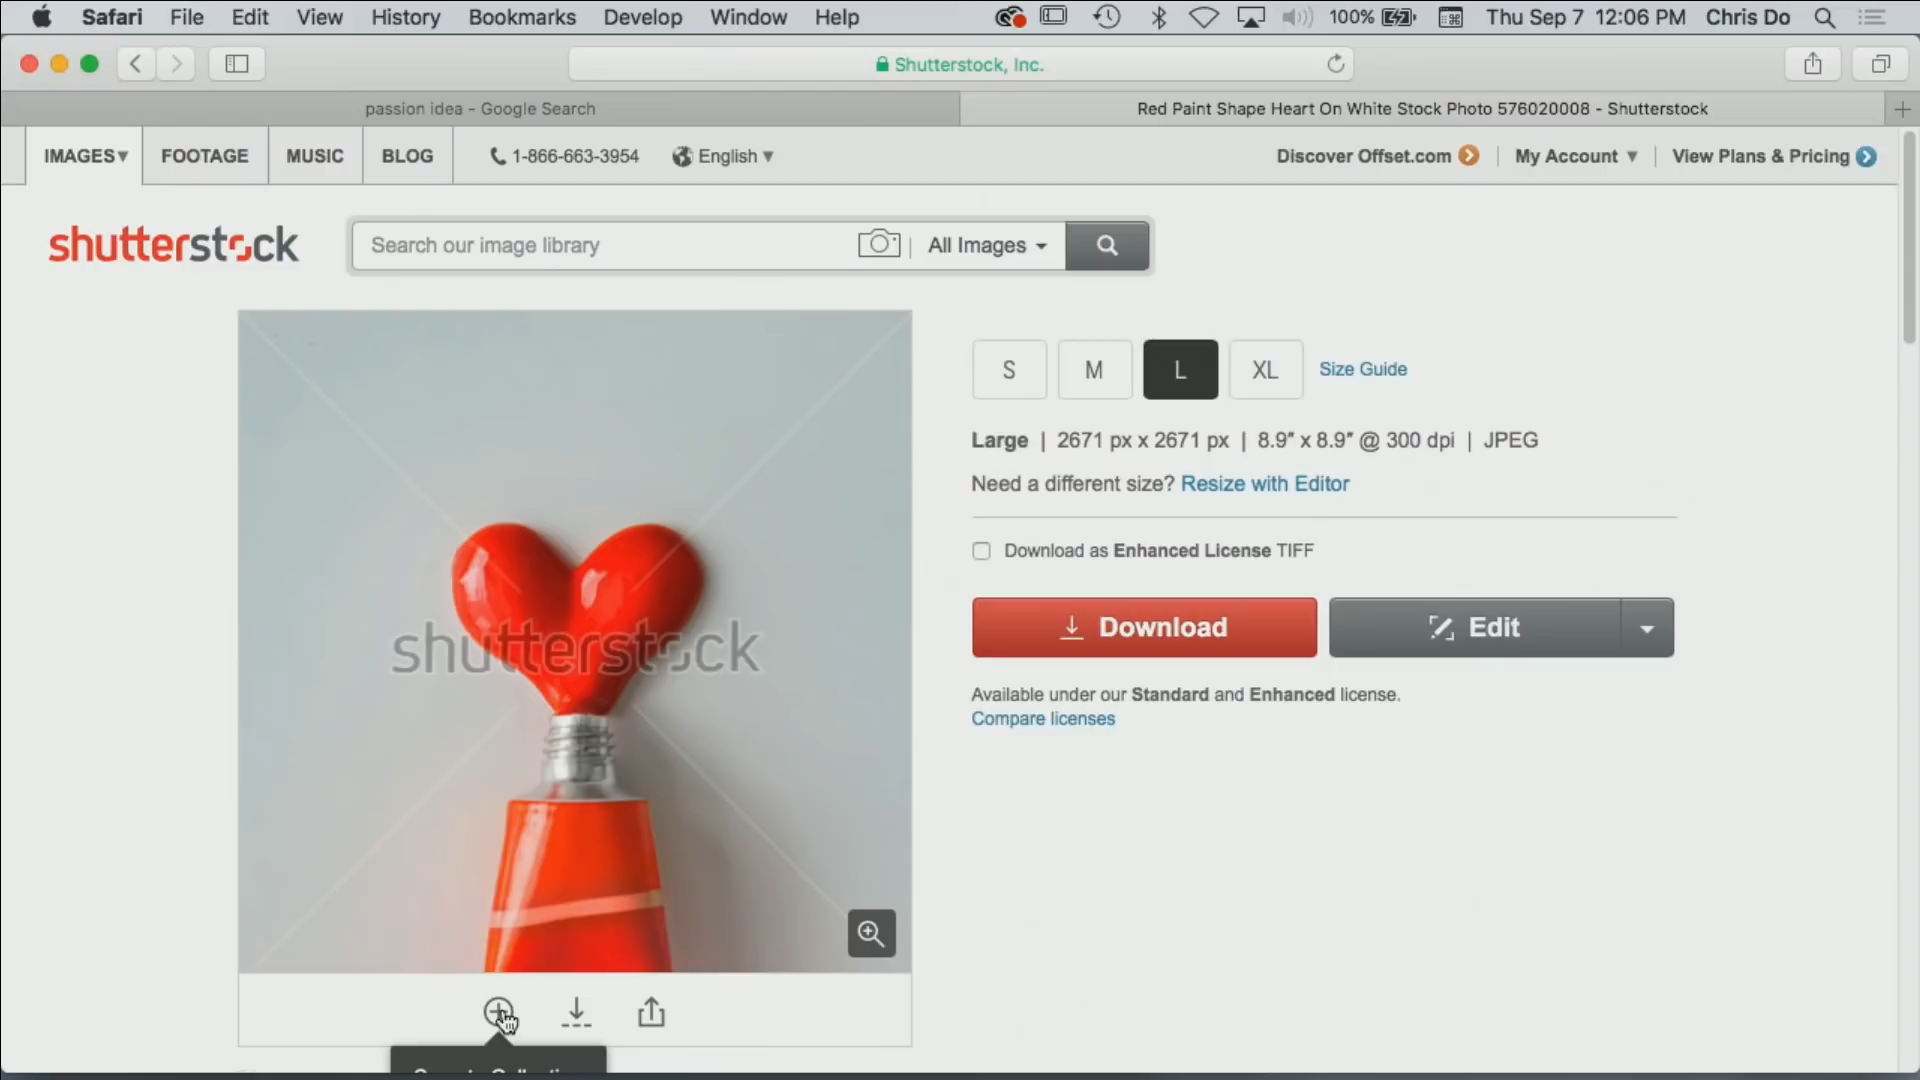 Safari File Edit View History Bookmarks Develop Window Help 100% Thu Sep 7 12:06 PM Chris Do
Shutterstock, Inc.
passion idea - Google Search
Red Paint Shape Heart On White Stock Photo 576020008 - Shutterstock
IMAGES▾ FOOTAGE MUSIC BLOG 1-866-663-3954 English ▾ Discover Offset.com My Account ▾ View Plans & Pricing
shutterstock
Search our image library All Images
S M L XL Size Guide
Large | 2671 px x 2671 px | 8.9" x 8.9" @ 300 dpi | JPEG
Need a different size? Resize with Editor
Download as Enhanced License TIFF
Download Edit
shutterstock
Available under our Standard and Enhanced license.
Compare licenses